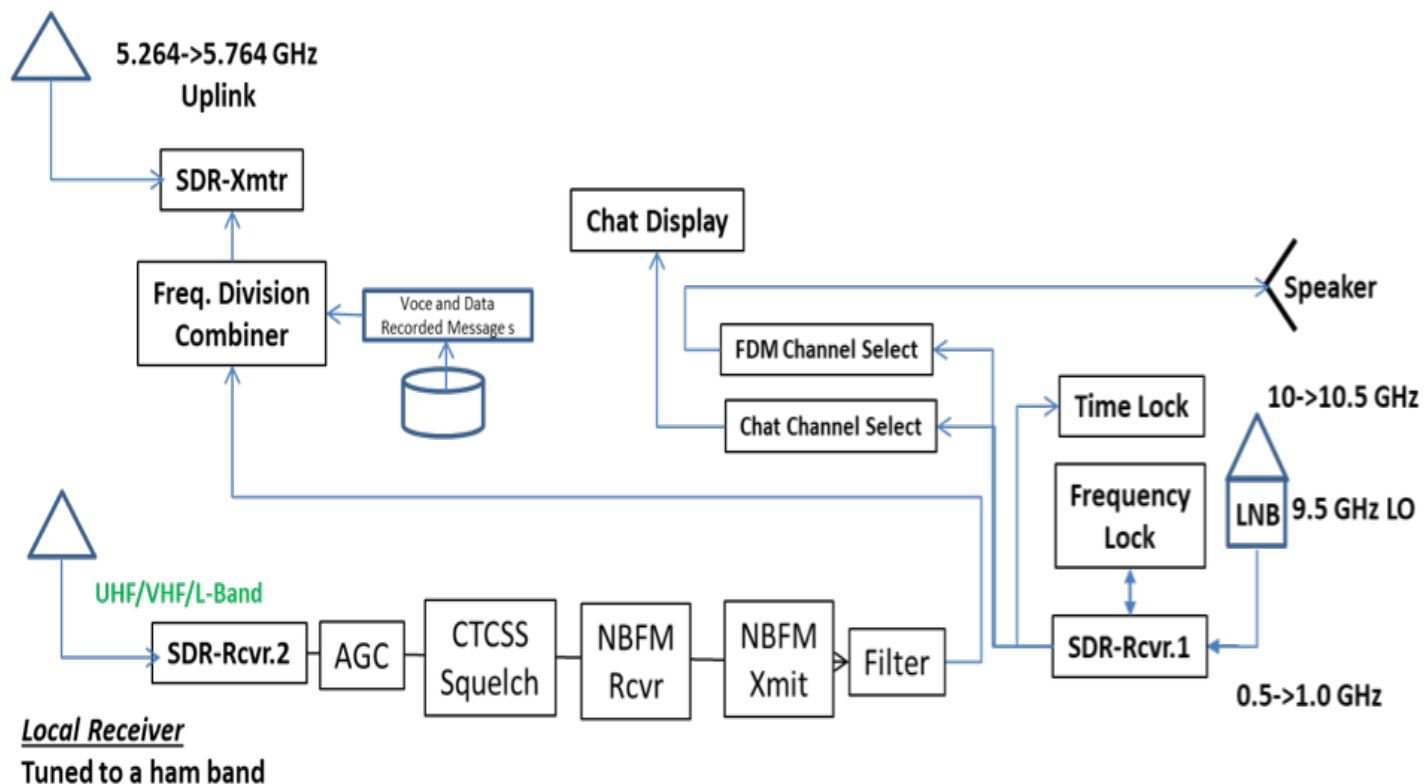 5.264->5.764 GHz
Uplink
SDR-Xmtr
Chat Display
Freq. Division
Combiner
Voce and Data
Recorded Message s
Speaker
FDM Channel Select
Chat Channel Select
Time Lock
10->10.5 GHz
Frequency
Lock
LNB
9.5 GHz LO
UHF/VHF/L-Band
SDR-Rcvr.2
AGC
CTCSS
Squelch
NBFM
Rcvr
NBFM
Xmit
Filter
SDR-Rcvr.1
0.5->1.0 GHz
Local Receiver
Tuned to a ham band